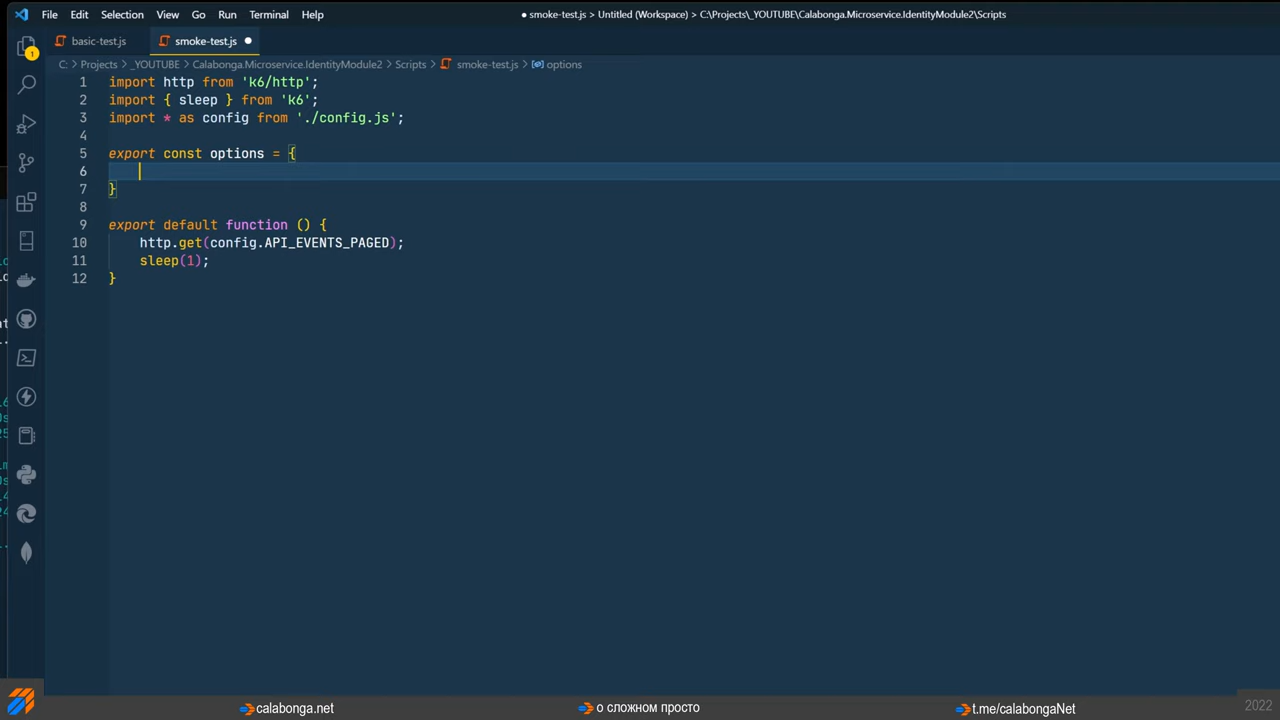 File Edit Selection View Go Run Terminal Help
● smoke-test.js > Untitled (Workspace) > C:\Projects\_YOUTUBE\Calabonga.Microservice.IdentityModule2\Scripts
basic-test.js smoke-test.js ●
C: > Projects > _YOUTUBE > Calabonga.Microservice.IdentityModule2 > Scripts > smoke-test.js > options
1 import http from 'k6/http';
2 import { sleep } from 'k6';
3 import * as config from './config.js';
4
5 export const options = {
6
7 }
8
9 export default function () {
10 http.get(config.API_EVENTS_PAGED);
11 sleep(1);
12 }
1
calabonga.net
о сложном просто
t.me/calabongaNet
2022